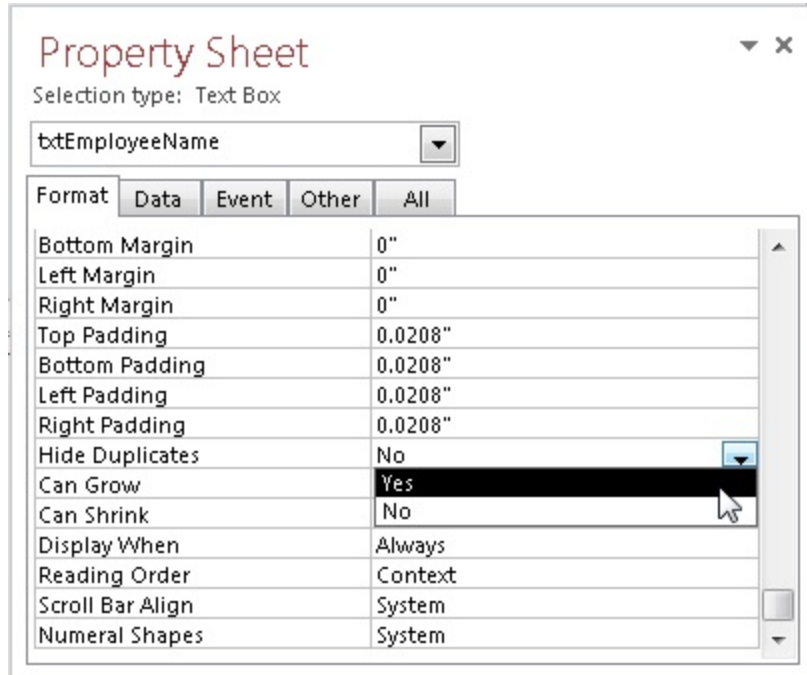 Property Sheet
Selection type: Text Box
txtEmployeeName
Format Data Event Other All
Bottom Margin 0"
Left Margin 0"
Right Margin 0"
Top Padding 0.0208"
Bottom Padding 0.0208"
Left Padding 0.0208"
Right Padding 0.0208"
Hide Duplicates No
Can Grow Yes
Can Shrink No
Display When Always
Reading Order Context
Scroll Bar Align System
Numeral Shapes System